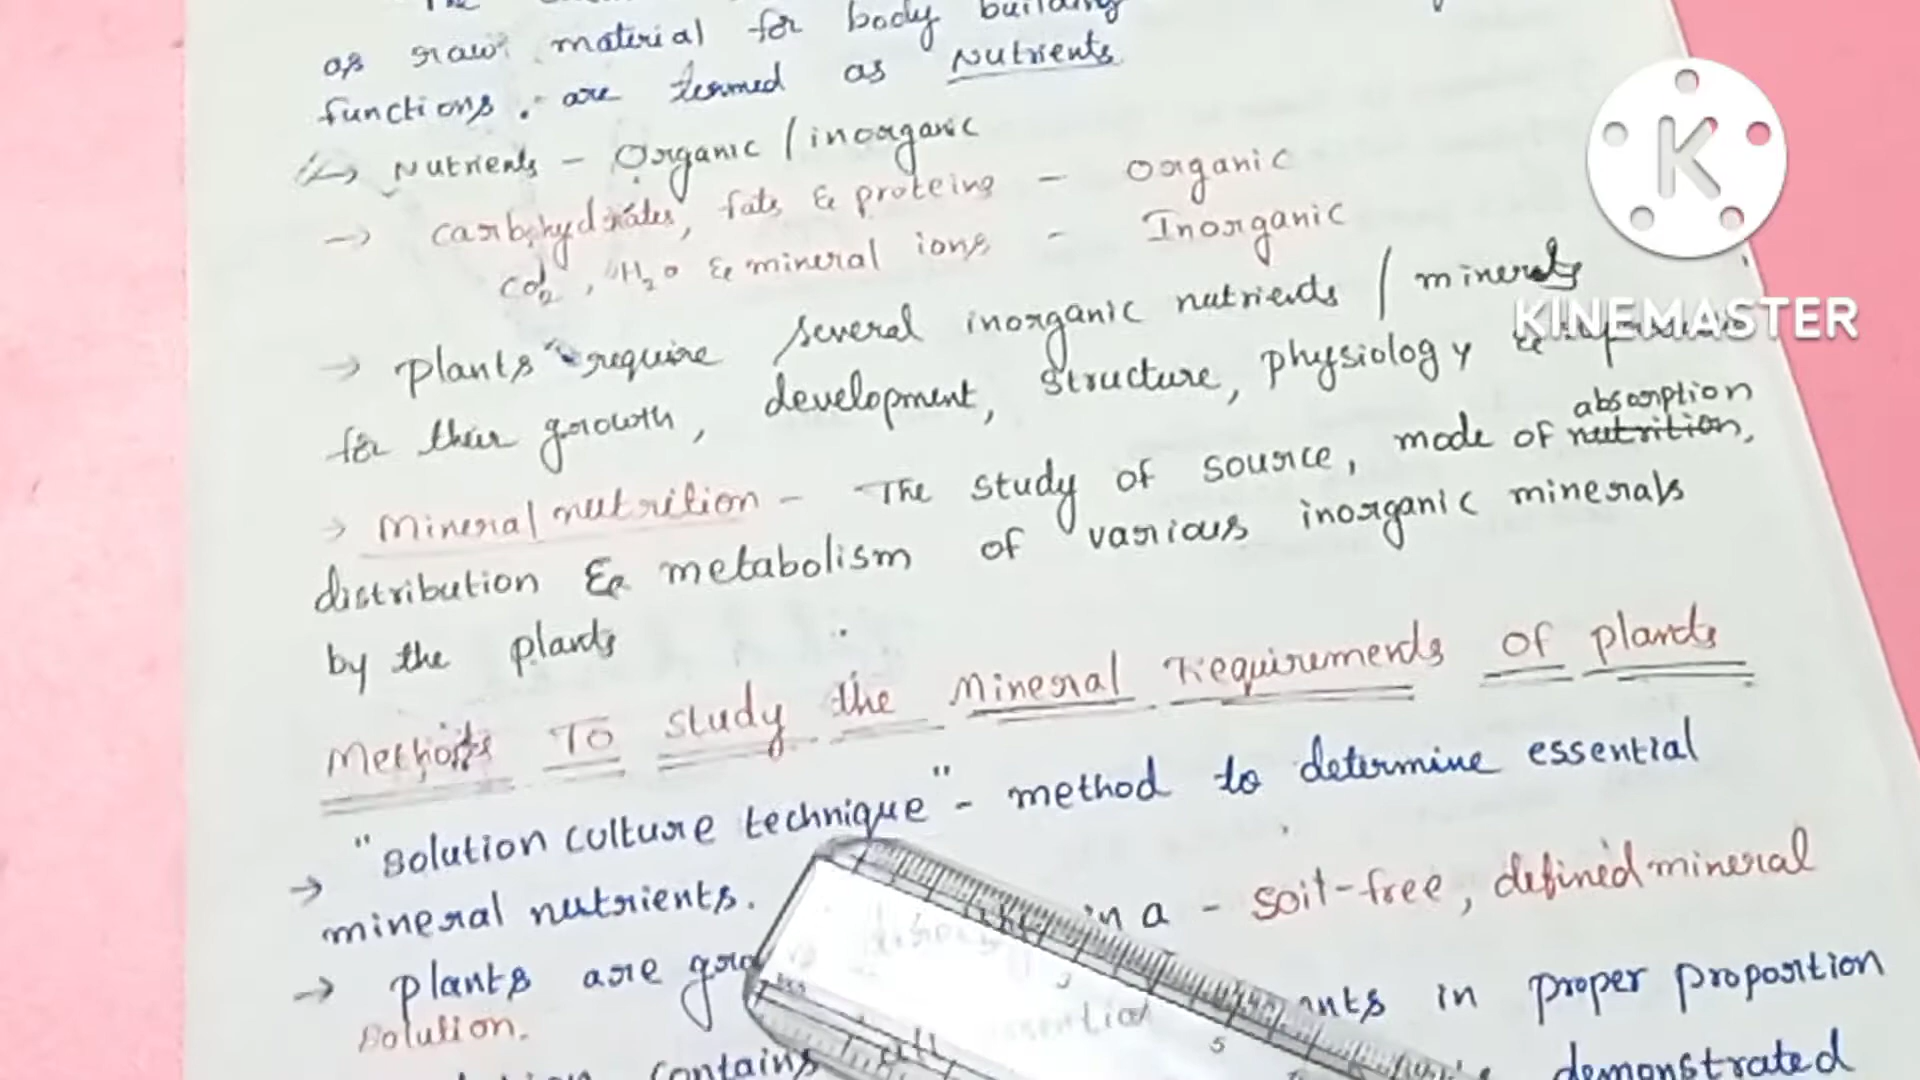 as raw material for body building
functions. are termed as Nutrients
Nutrients - Organic / inorganic
→ carbohydrates, fats & proteins - organic
CO2, H2O & mineral ions - Inorganic
→ plants require several inorganic nutrients / minerals
for their growth, development, structure, physiology &
absorption
→ Mineral nutrition - The study of source, mode of nutrition,
distribution & metabolism of various inorganic minerals
by the plants
Methods To study the Mineral Requirements of plants
→ "Solution culture technique" - method to determine essential
mineral nutrients.
→ plants are in a - soil-free, defined mineral
solution.
contains in proper proportion
demonstrated
K
KINEMASTER